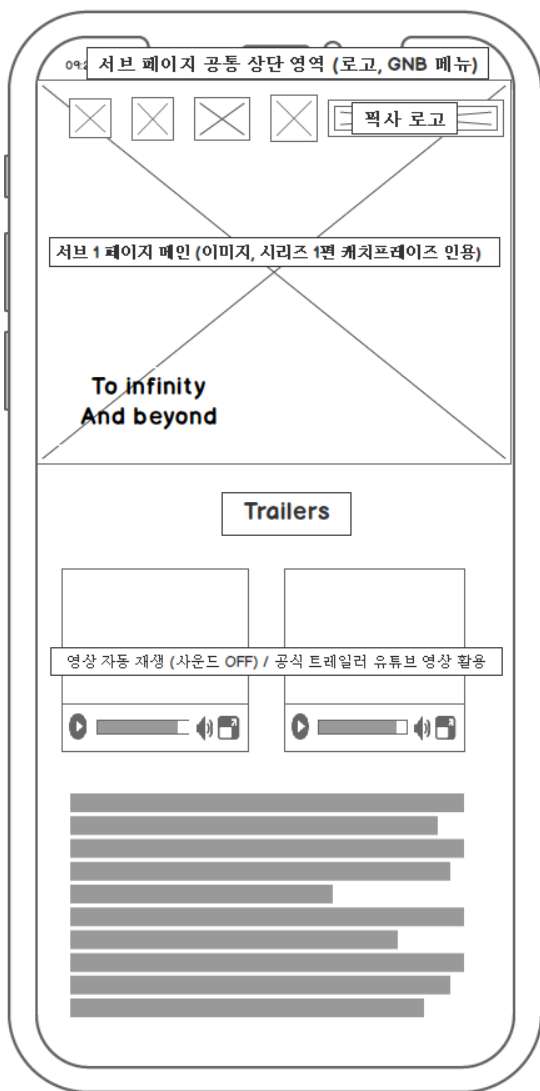 서브 페이지 공통 상단 영역 (로고, GNB 메뉴)
픽사 로고
서브 1 페이지 메인 (이미지, 시리즈 1편 캐치프레이즈 인용)
To infinity
And beyond
Trailers
영상 자동 재생 (사운드 OFF) / 공식 트레일러 유튜브 영상 활용